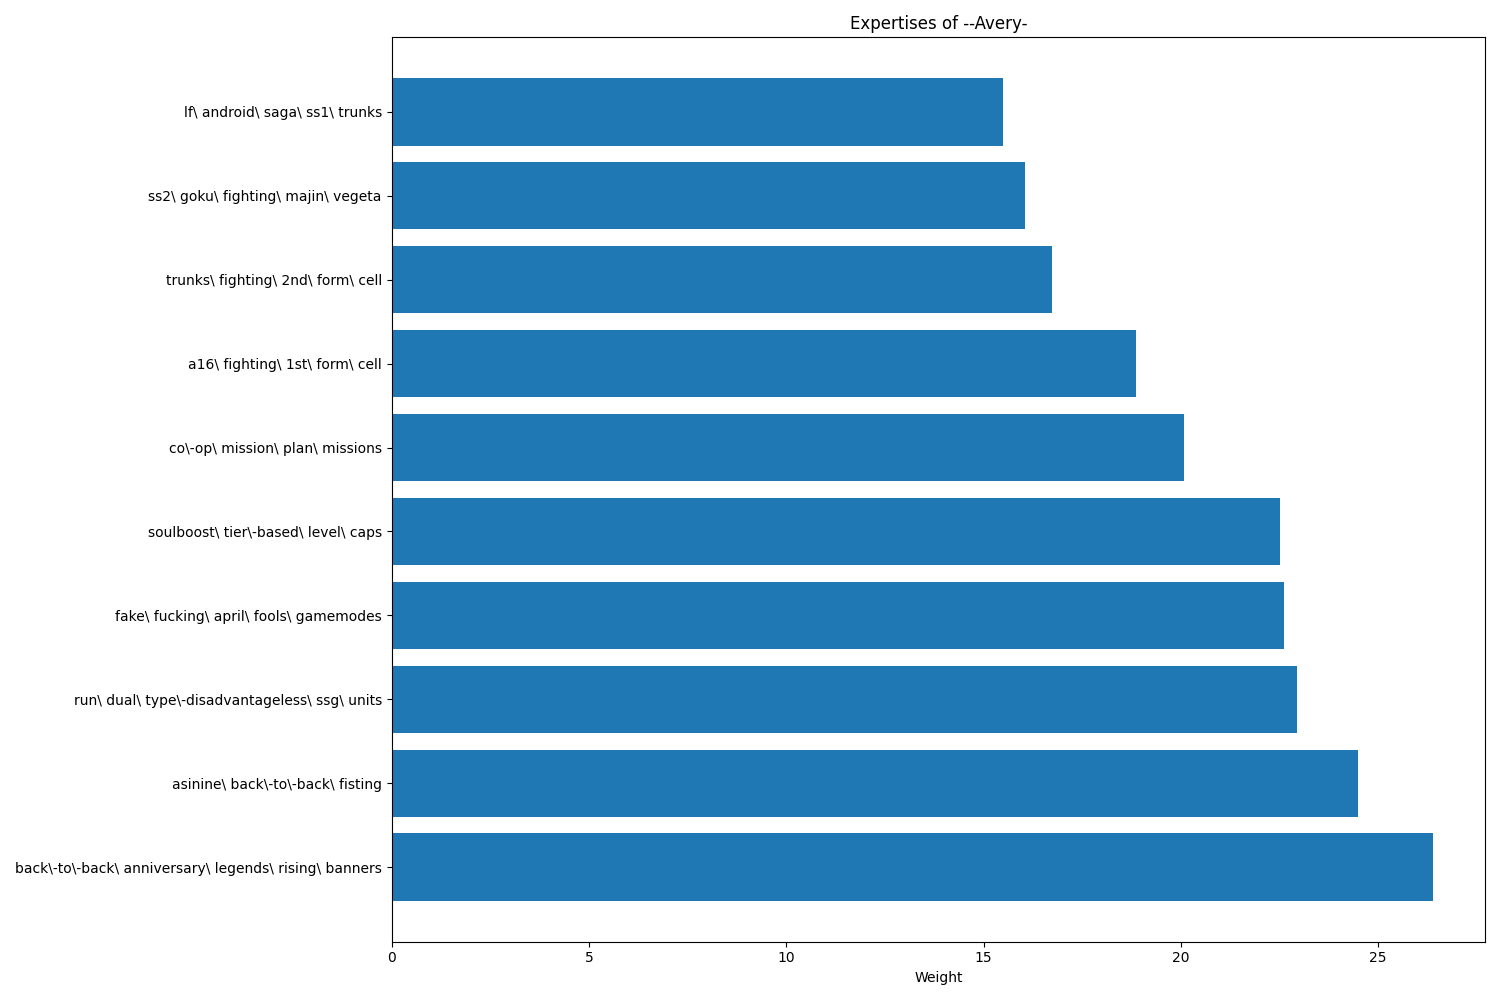 Expertises of --Avery-
lf\ android\ saga\ ss1\ trunks
ss2\ goku\ fighting\ majin\ vegeta
trunks\ fighting\ 2nd\ form\ cell
a16\ fighting\ 1st\ form\ cell
co\-op\ mission\ plan\ missions
soulboost\ tier\-based\ level\ caps
fake\ fucking\ april\ fools\ gamemodes
run\ dual\ type\-disadvantageless\ ssg\ units
asinine\ back\-to\-back\ fisting
back\-to\-back\ anniversary\ legends\ rising\ banners
0 5 10 15 20 25
Weight